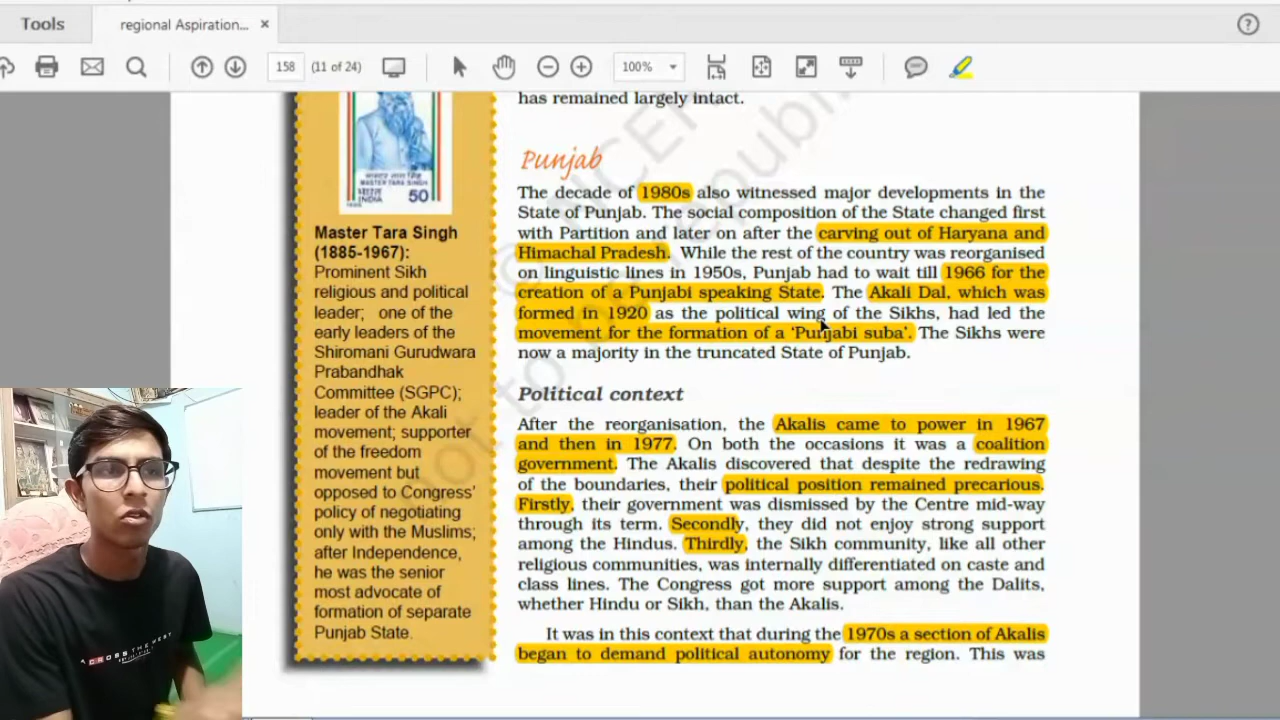 Tools
regional Aspiration... ×
?
158 (11 of 24)
100%
has remained largely intact.
Punjab
The decade of 1980s also witnessed major developments in the
State of Punjab. The social composition of the State changed first
with Partition and later on after the carving out of Haryana and
Himachal Pradesh. While the rest of the country was reorganised
on linguistic lines in 1950s, Punjab had to wait till 1966 for the
creation of a Punjabi speaking State. The Akali Dal, which was
formed in 1920 as the political wing of the Sikhs, had led the
movement for the formation of a ‘Punjabi suba’. The Sikhs were
now a majority in the truncated State of Punjab.
Political context
After the reorganisation, the Akalis came to power in 1967
and then in 1977. On both the occasions it was a coalition
government. The Akalis discovered that despite the redrawing
of the boundaries, their political position remained precarious.
Firstly, their government was dismissed by the Centre mid-way
through its term. Secondly, they did not enjoy strong support
among the Hindus. Thirdly, the Sikh community, like all other
religious communities, was internally differentiated on caste and
class lines. The Congress got more support among the Dalits,
whether Hindu or Sikh, than the Akalis.
It was in this context that during the 1970s a section of Akalis
began to demand political autonomy for the region. This was
MASTER TARA SINGH
INDIA
50
Master Tara Singh
(1885-1967):
Prominent Sikh
religious and political
leader; one of the
early leaders of the
Shiromani Gurudwara
Prabandhak
Committee (SGPC);
leader of the Akali
movement; supporter
of the freedom
movement but
opposed to Congress’
policy of negotiating
only with the Muslims;
after Independence,
he was the senior
most advocate of
formation of separate
Punjab State.
ACROSS THE WEST